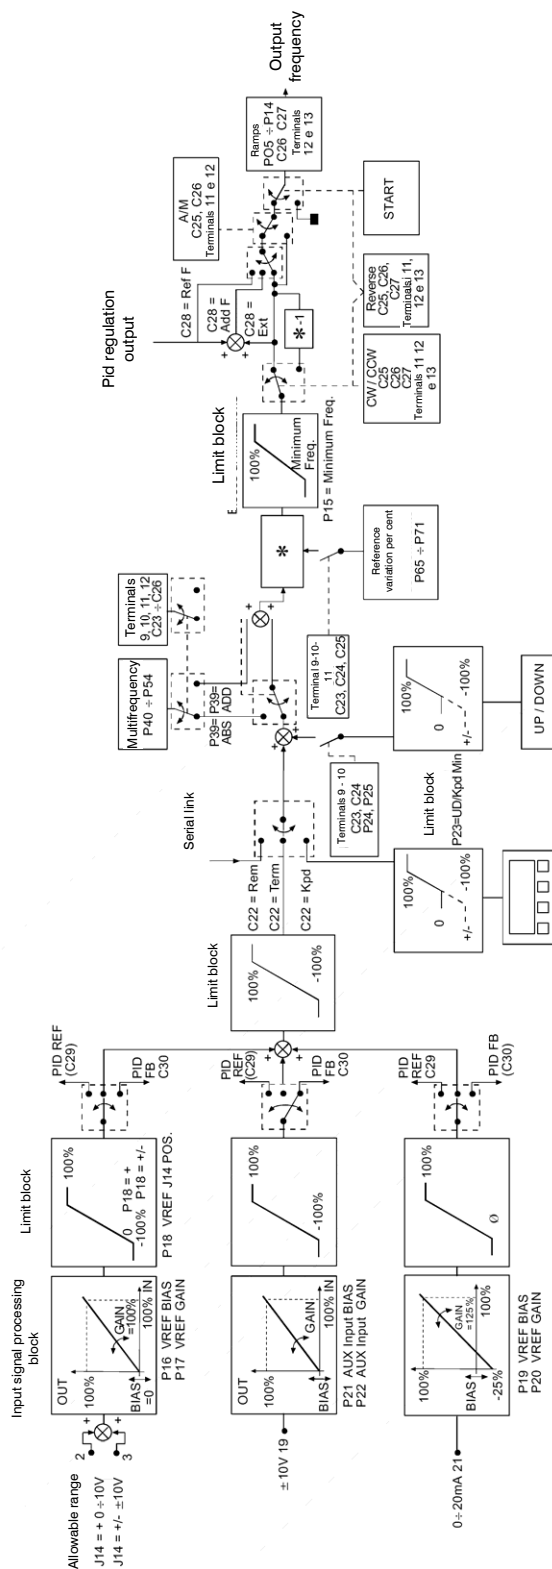 Allowable range
J14 = + 0 ÷ 10V
J14 = +/- ±10V
2
3
+
+
Input signal processing
block
OUT
100%
GAIN
=100%
BIAS
=0
100% IN
P16 VREF BIAS
P17 VREF GAIN
Limit block
100%
0 P18 = +
-100% P18 = +/-
P18 VREF J14 POS.
PID REF
(C29)
PID
FB
C30
± 10V 19
OUT
100%
GAIN
BIAS
100% IN
P21 AUX Input BIAS
P22 AUX Input GAIN
100%
-100%
PID
REF
(C29)
PID
FB
C30
0÷ 20mA 21
100%
GAIN
=125%
BIAS
-25%
100%
P19 VREF BIAS
P20 VREF GAIN
100%
Ø
PID
REF
C29
PID FB
(C30)
+
+
+
Limit block
100%
-100%
Serial link
C22 = Rem
C22 = Term
C22 = Kpd
100%
0
+/-
-100%
Limit block
P23=UD/Kpd Min
100%
0
+/-
-100%
UP / DOWN
Terminals 9 - 10
C23, C24
P24, P25
+
+
Multifrequency
P40 ÷ P54
P39=
ABS
P39=
ADD
Terminals
9, 10, 11, 12
C23 ÷ C26
Terminal 9-10-
11
C23, C24, C25
+
+
*
Reference
variation per cent
P65 ÷ P71
Limit block
100%
Minimum
Freq.
P15 = Minimum Freq.
CW / CCW
C25
C26
C27
Terminals 11 12
e 13
Reverse
C25, C26,
C27
Terminalsi 11,
12 e 13
START
* -1
Pid regulation
output
C28 = Ref F
C28 =
Add F
C28 =
Ext
+
+
A/M
C25, C26
Terminals 11 e 12
Ramps
PO5 ÷ P14
C26 C27
Terminals
12 e 13
Output
frequency